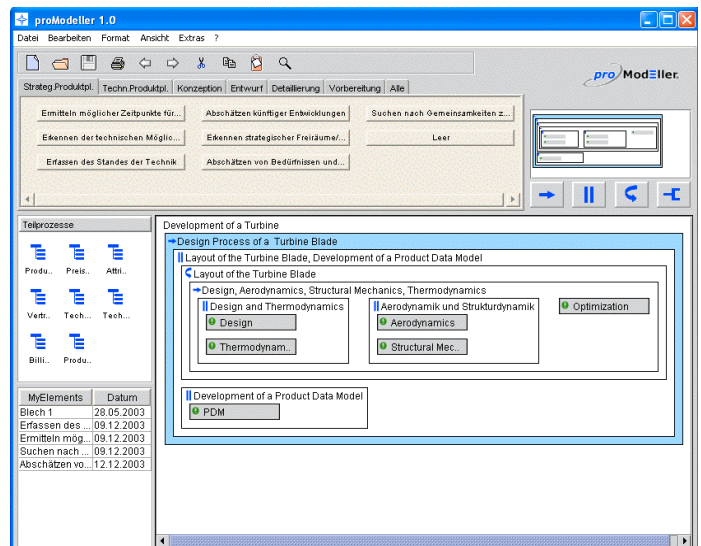 proModeller 1.0
Datei Bearbeiten Format Ansicht Extras ?
pro ModEller.
Strateg.Produktpl. Techn.Produktpl. Konzeption Entwurf Detaillierung Vorbereitung Alle
Ermitteln möglicher Zeitpunkte für... Abschätzen künftiger Entwicklungen Suchen nach Gemeinsamkeiten z...
Erkennen der technischen Möglic... Erkennen strategischer Freiräume/... Leer
Erfassen des Standes der Technik Abschätzen von Bedürfnissen und...
Teilprozesse
Produ.. Preis.. Attri..
Vertr.. Tech... Tech...
Billi.. Produ..
MyElements Datum
Blech 1 28.05.2003
Erfassen des ... 09.12.2003
Ermitteln mög... 09.12.2003
Suchen nach ... 09.12.2003
Abschätzen vo... 12.12.2003
Development of a Turbine
Design Process of a Turbine Blade
Layout of the Turbine Blade, Development of a Product Data Model
Layout of the Turbine Blade
Design, Aerodynamics, Structural Mechanics, Thermodynamics
Design and Thermodynamics
Design
Thermodynam..
Aerodynamik und Strukturdynamik
Aerodynamics
Structural Mec..
Optimization
Development of a Product Data Model
PDM